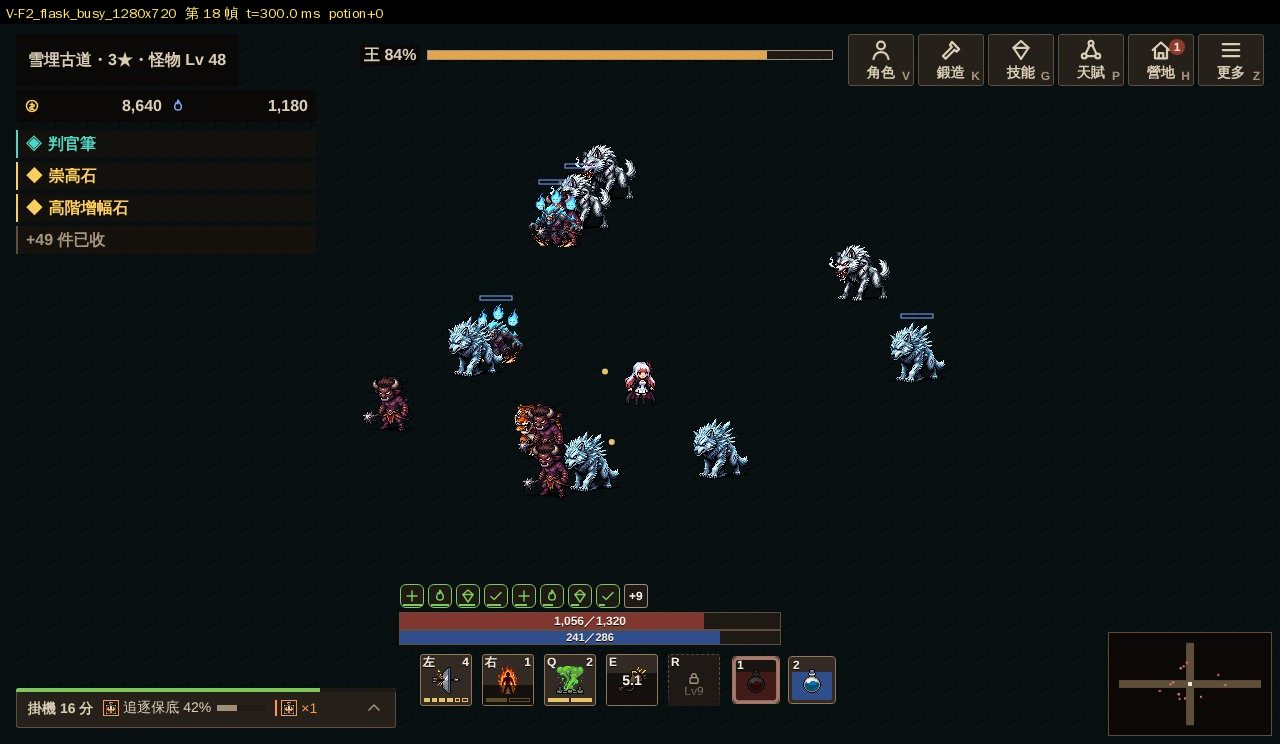 V-F2_flask_busy_1280x720 第 18 幀 t=300.0 ms potion+0
雪埋古道・3★・怪物 Lv 48
王 84%
角色 V
鍛造 K
技能 G
天賦 P
營地 H 1
更多 Z
8,640 1,180
判官筆
崇高石
高階增幅石
+49 件已收
+9
1,056／1,320
241／286
左 4
右 1
Q 2
E 5.1
R Lv9
1
2
掛機 16 分 追逐保底 42% ×1